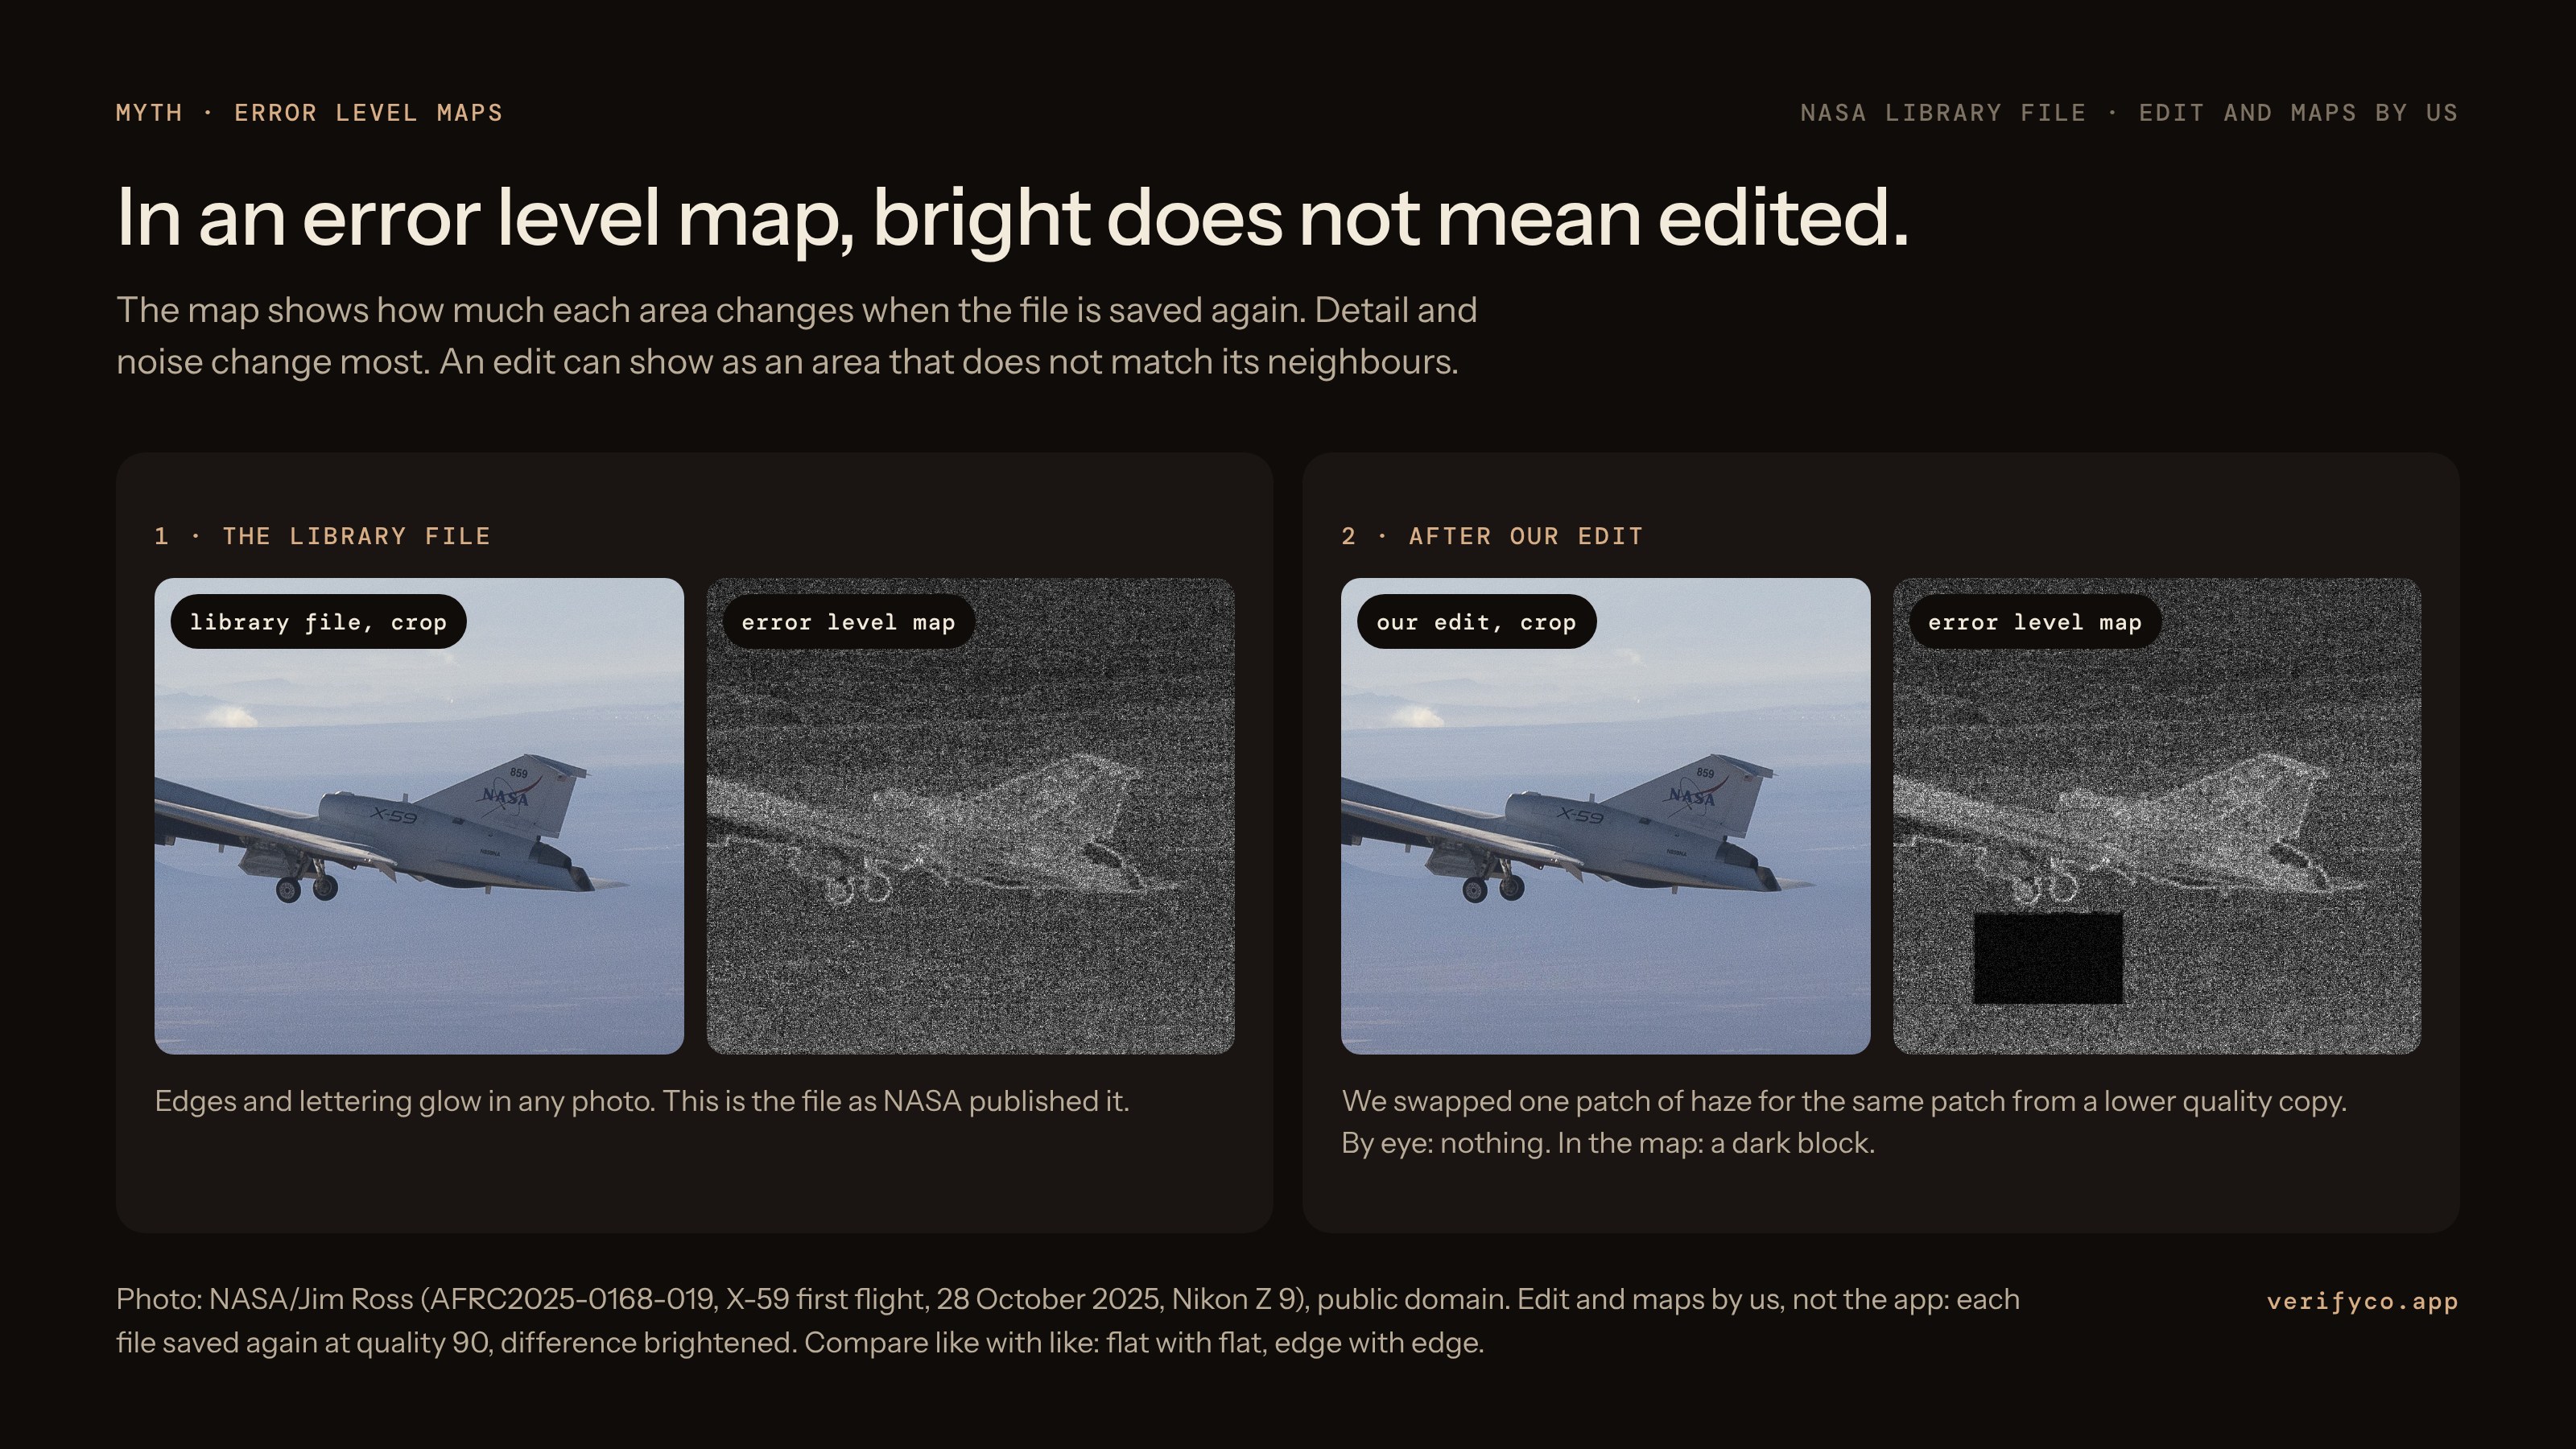 MYTH · ERROR LEVEL MAPS
NASA LIBRARY FILE · EDIT AND MAPS BY US
In an error level map, bright does not mean edited.
The map shows how much each area changes when the file is saved again. Detail and
noise change most. An edit can show as an area that does not match its neighbours.
1 · THE LIBRARY FILE
library file, crop
error level map
859
NASA
X-59
Edges and lettering glow in any photo. This is the file as NASA published it.
2 · AFTER OUR EDIT
our edit, crop
error level map
859
NASA
X-59
We swapped one patch of haze for the same patch from a lower quality copy.
By eye: nothing. In the map: a dark block.
Photo: NASA/Jim Ross (AFRC2025-0168-019, X-59 first flight, 28 October 2025, Nikon Z 9), public domain. Edit and maps by us, not the app: each
file saved again at quality 90, difference brightened. Compare like with like: flat with flat, edge with edge.
verifyco.app